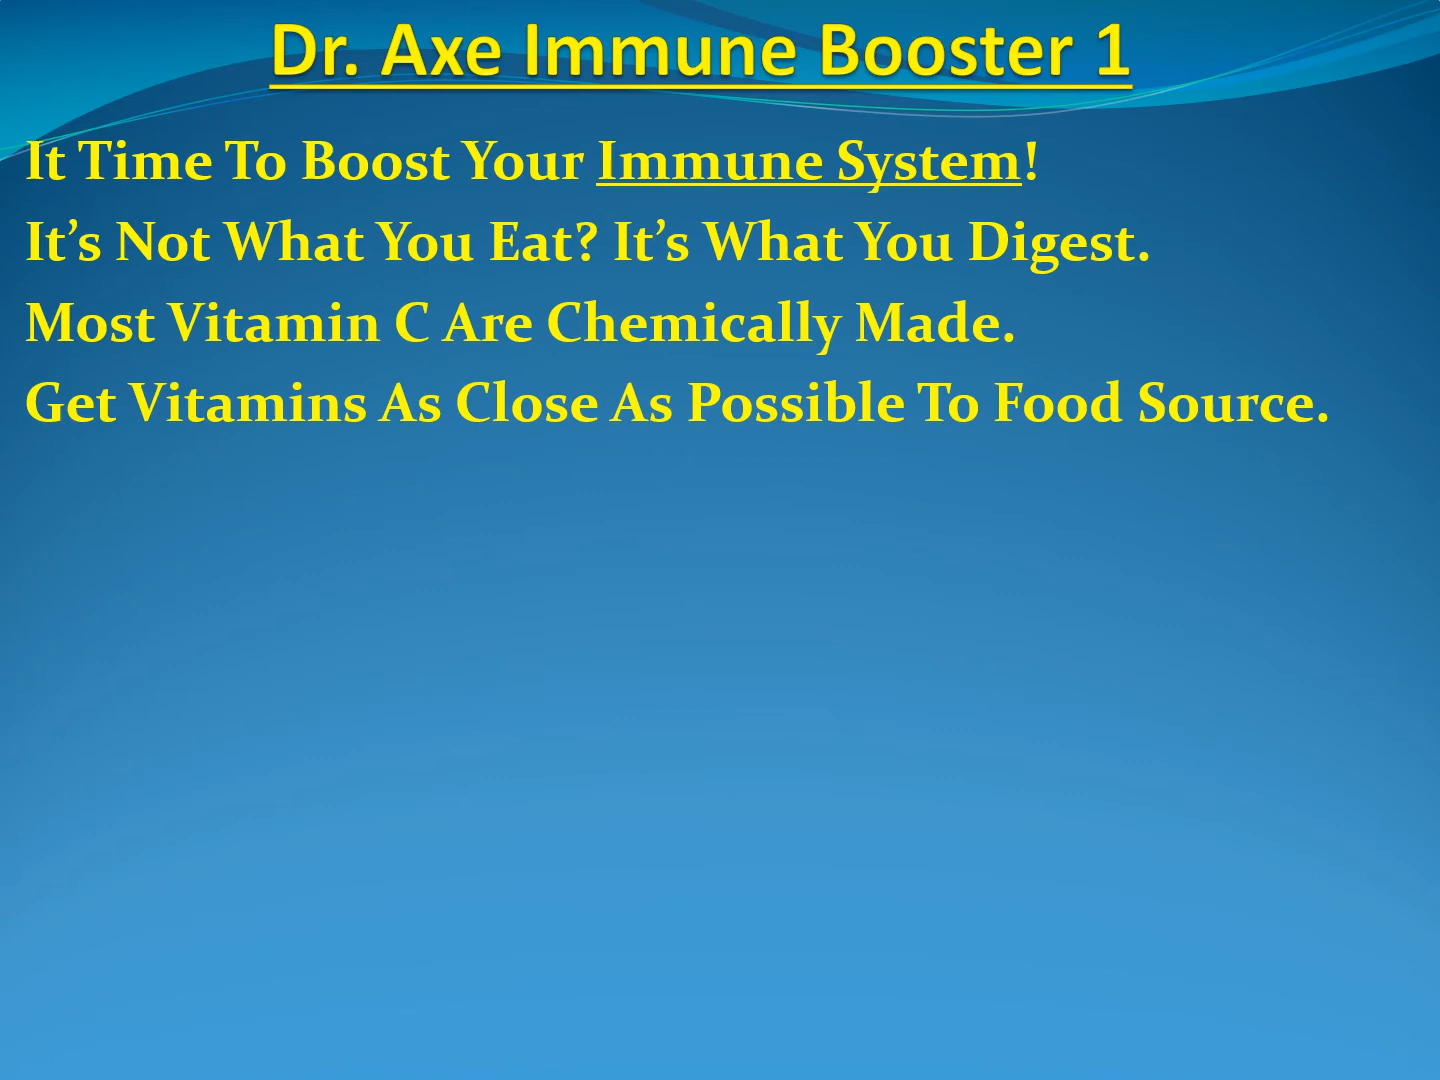 Dr. Axe Immune Booster 1
It Time To Boost Your Immune System!
It’s Not What You Eat? It’s What You Digest.
Most Vitamin C Are Chemically Made.
Get Vitamins As Close As Possible To Food Source.